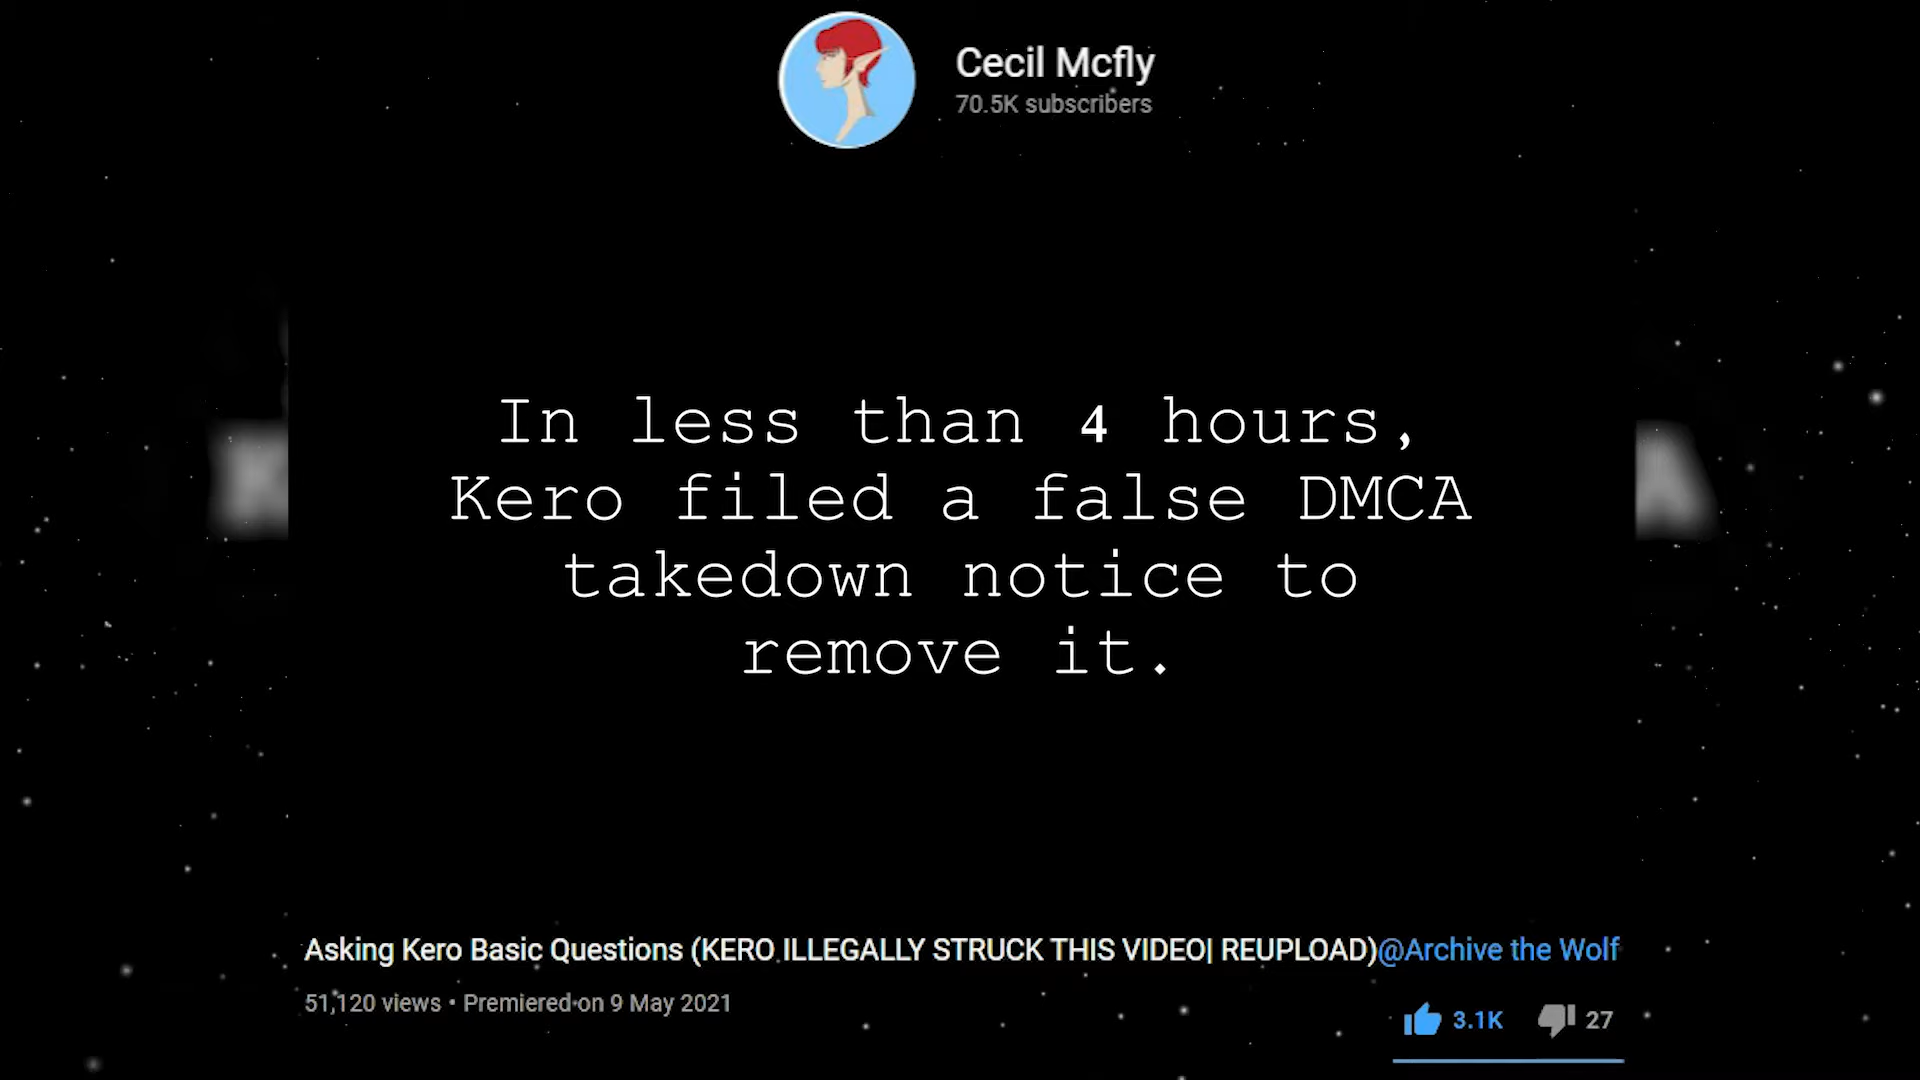 Cecil Mcfly
70.5K subscribers
In less than 4 hours,
Kero filed a false DMCA
takedown notice to
remove it.
Asking Kero Basic Questions (KERO ILLEGALLY STRUCK THIS VIDEO| REUPLOAD)@Archive the Wolf
51,120 views • Premiered on 9 May 2021
3.1K 27